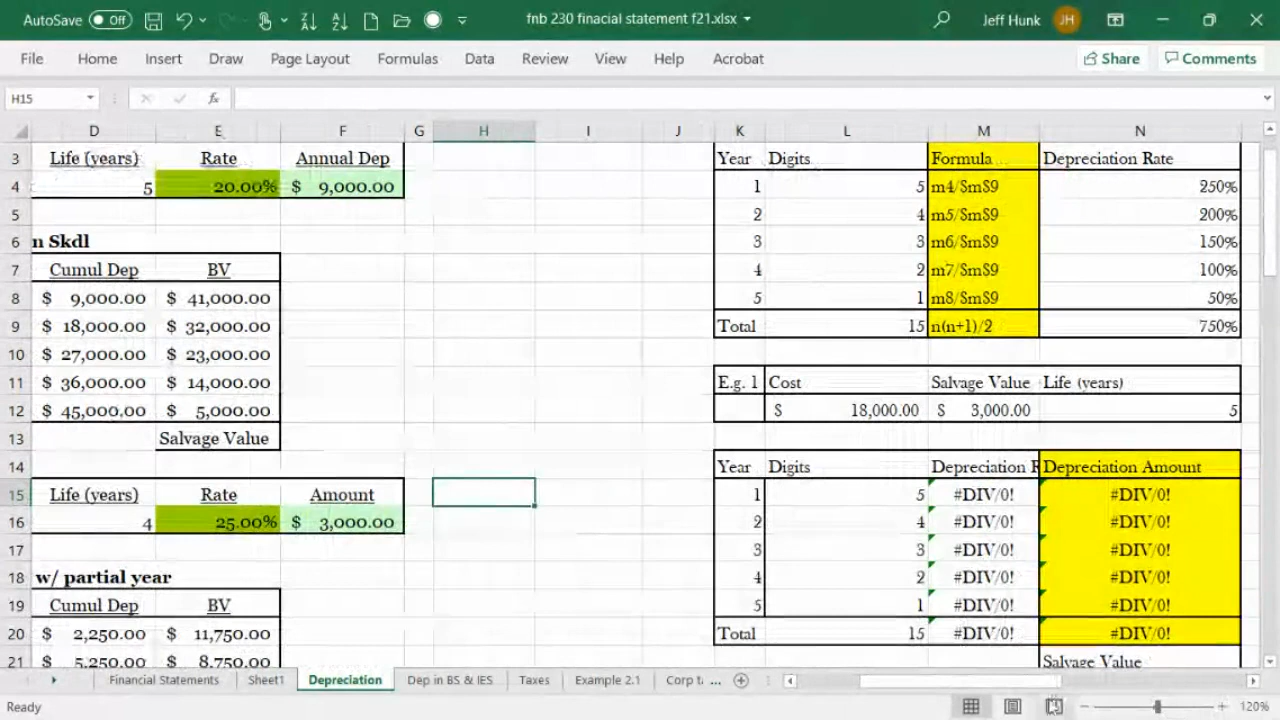 AutoSave Off fnb 230 finacial statement f21.xlsx Jeff Hunk JH
File Home Insert Draw Page Layout Formulas Data Review View Help Acrobat Share Comments
H15 fx
D E F G H I J K L M N
3 Life (years) Rate Annual Dep Year Digits Formula Depreciation Rate
4 5 20.00% $ 9,000.00 1 5 m4/$m$9 250%
5 2 4 m5/$m$9 200%
6 n Skdl 3 3 m6/$m$9 150%
7 Cumul Dep BV 4 2 m7/$m$9 100%
8 $ 9,000.00 $ 41,000.00 5 1 m8/$m$9 50%
9 $ 18,000.00 $ 32,000.00 Total 15 n(n+1)/2 750%
10 $ 27,000.00 $ 23,000.00
11 $ 36,000.00 $ 14,000.00 E.g. 1 Cost Salvage Value Life (years)
12 $ 45,000.00 $ 5,000.00 $ 18,000.00 $ 3,000.00 5
13 Salvage Value
14 Year Digits Depreciation R Depreciation Amount
15 Life (years) Rate Amount 1 5 #DIV/0! #DIV/0!
16 4 25.00% $ 3,000.00 2 4 #DIV/0! #DIV/0!
17 3 3 #DIV/0! #DIV/0!
18 w/ partial year 4 2 #DIV/0! #DIV/0!
19 Cumul Dep BV 5 1 #DIV/0! #DIV/0!
20 $ 2,250.00 $ 11,750.00 Total 15 #DIV/0! #DIV/0!
21 $ 5,250.00 $ 8,750.00 Salvage Value
Financial Statements Sheet1 Depreciation Dep in BS & IES Taxes Example 2.1 Corp t ...
Ready 120%